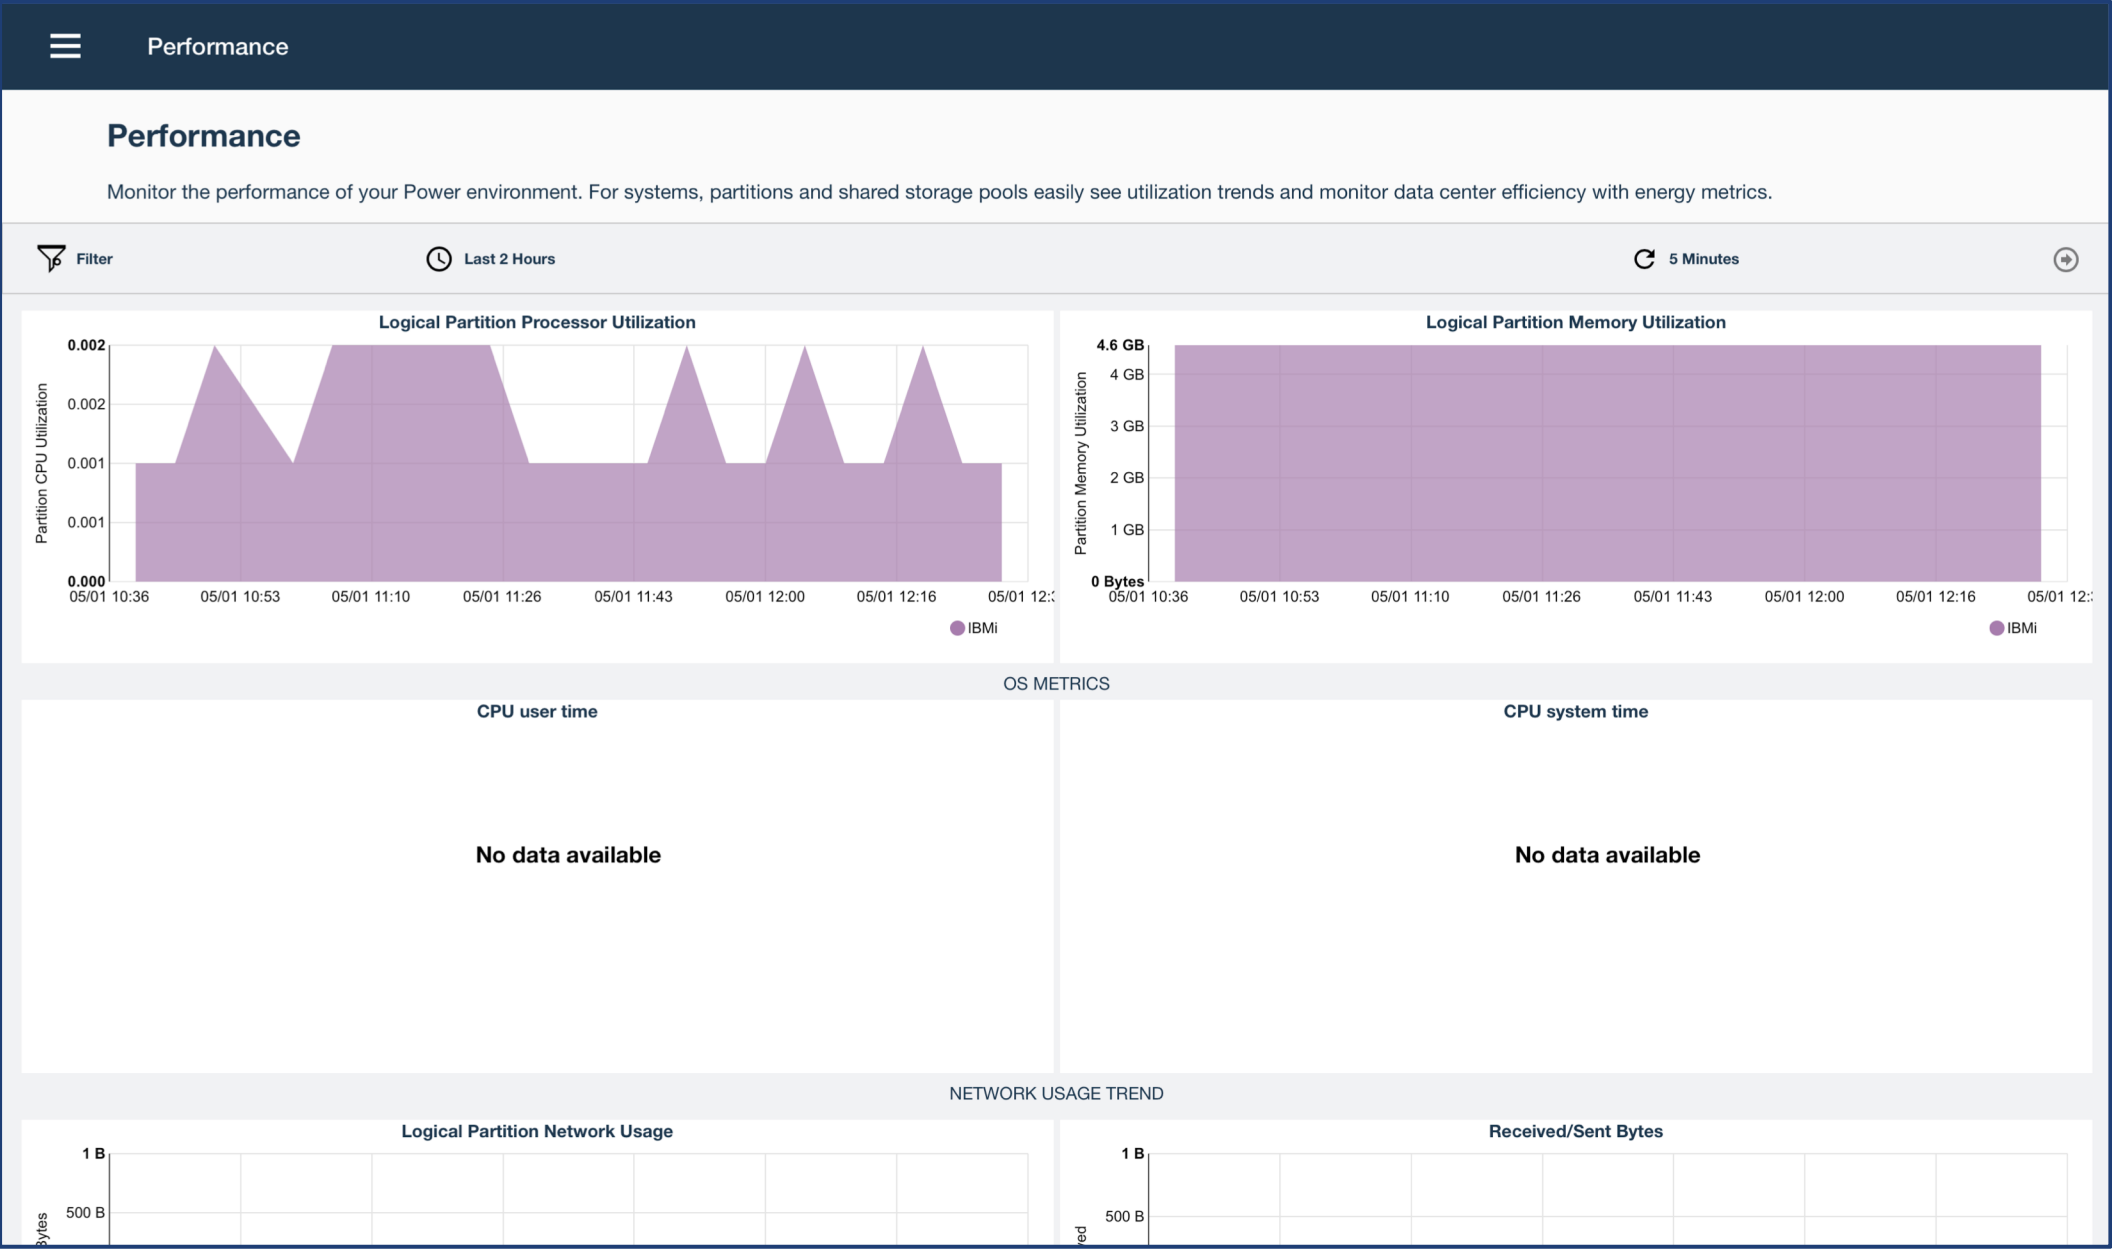 Performance
Performance
Monitor the performance of your Power environment. For systems, partitions and shared storage pools easily see utilization trends and monitor data center efficiency with energy metrics.
Filter
Last 2 Hours
5 Minutes
Logical Partition Processor Utilization
Partition CPU Utilization
0.002
0.002
0.001
0.001
0.000
05/01 10:36 05/01 10:53 05/01 11:10 05/01 11:26 05/01 11:43 05/01 12:00 05/01 12:16 05/01
IBMi
Logical Partition Memory Utilization
Partition Memory Utilization
4.6 GB
4 GB
3 GB
2 GB
1 GB
0 Bytes
05/01 10:36 05/01 10:53 05/01 11:10 05/01 11:26 05/01 11:43 05/01 12:00 05/01 12:16 05/01
IBMi
OS METRICS
CPU user time
No data available
CPU system time
No data available
NETWORK USAGE TREND
Logical Partition Network Usage
1 B
500 B
Received/Sent Bytes
1 B
500 B